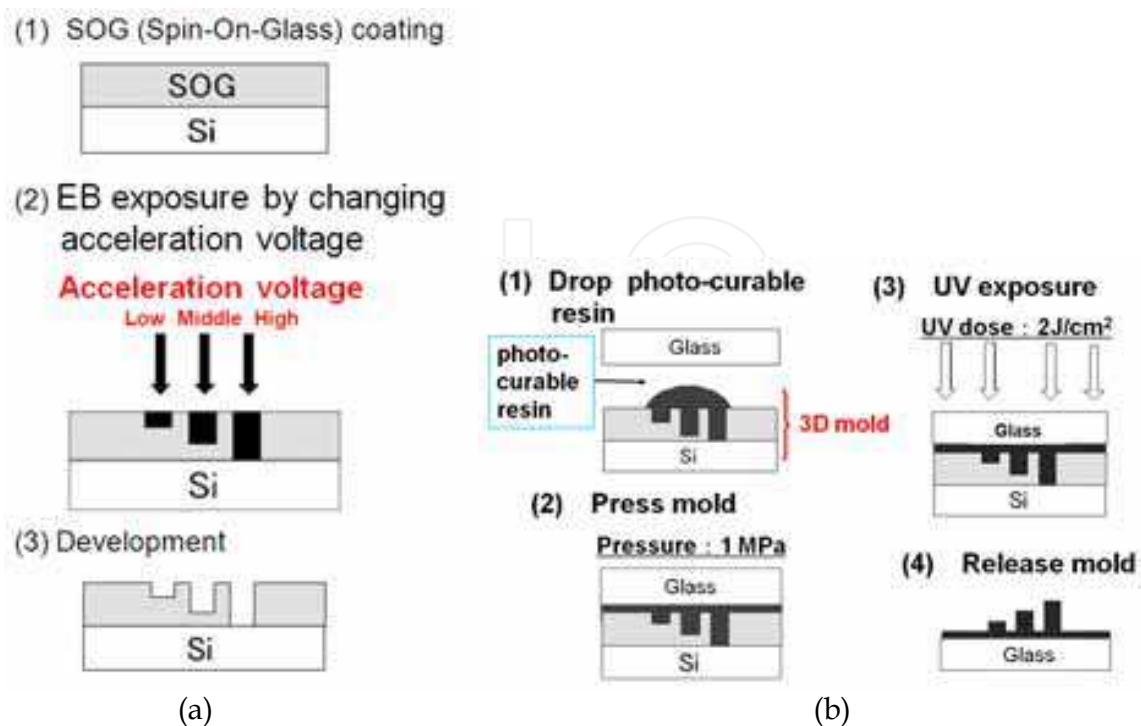 (1) SOG (Spin-On-Glass) coating
SOG
Si
(2) EB exposure by changing
acceleration voltage
Acceleration voltage
Low Middle High
Si
(3) Development
Si
(a)
(1) Drop photo-curable
resin
Glass
photo-
curable
resin
3D mold
Si
(2) Press mold
Pressure : 1 MPa
Glass
Si
(3) UV exposure
UV dose : 2J/cm²
Glass
Si
(4) Release mold
Glass
(b)